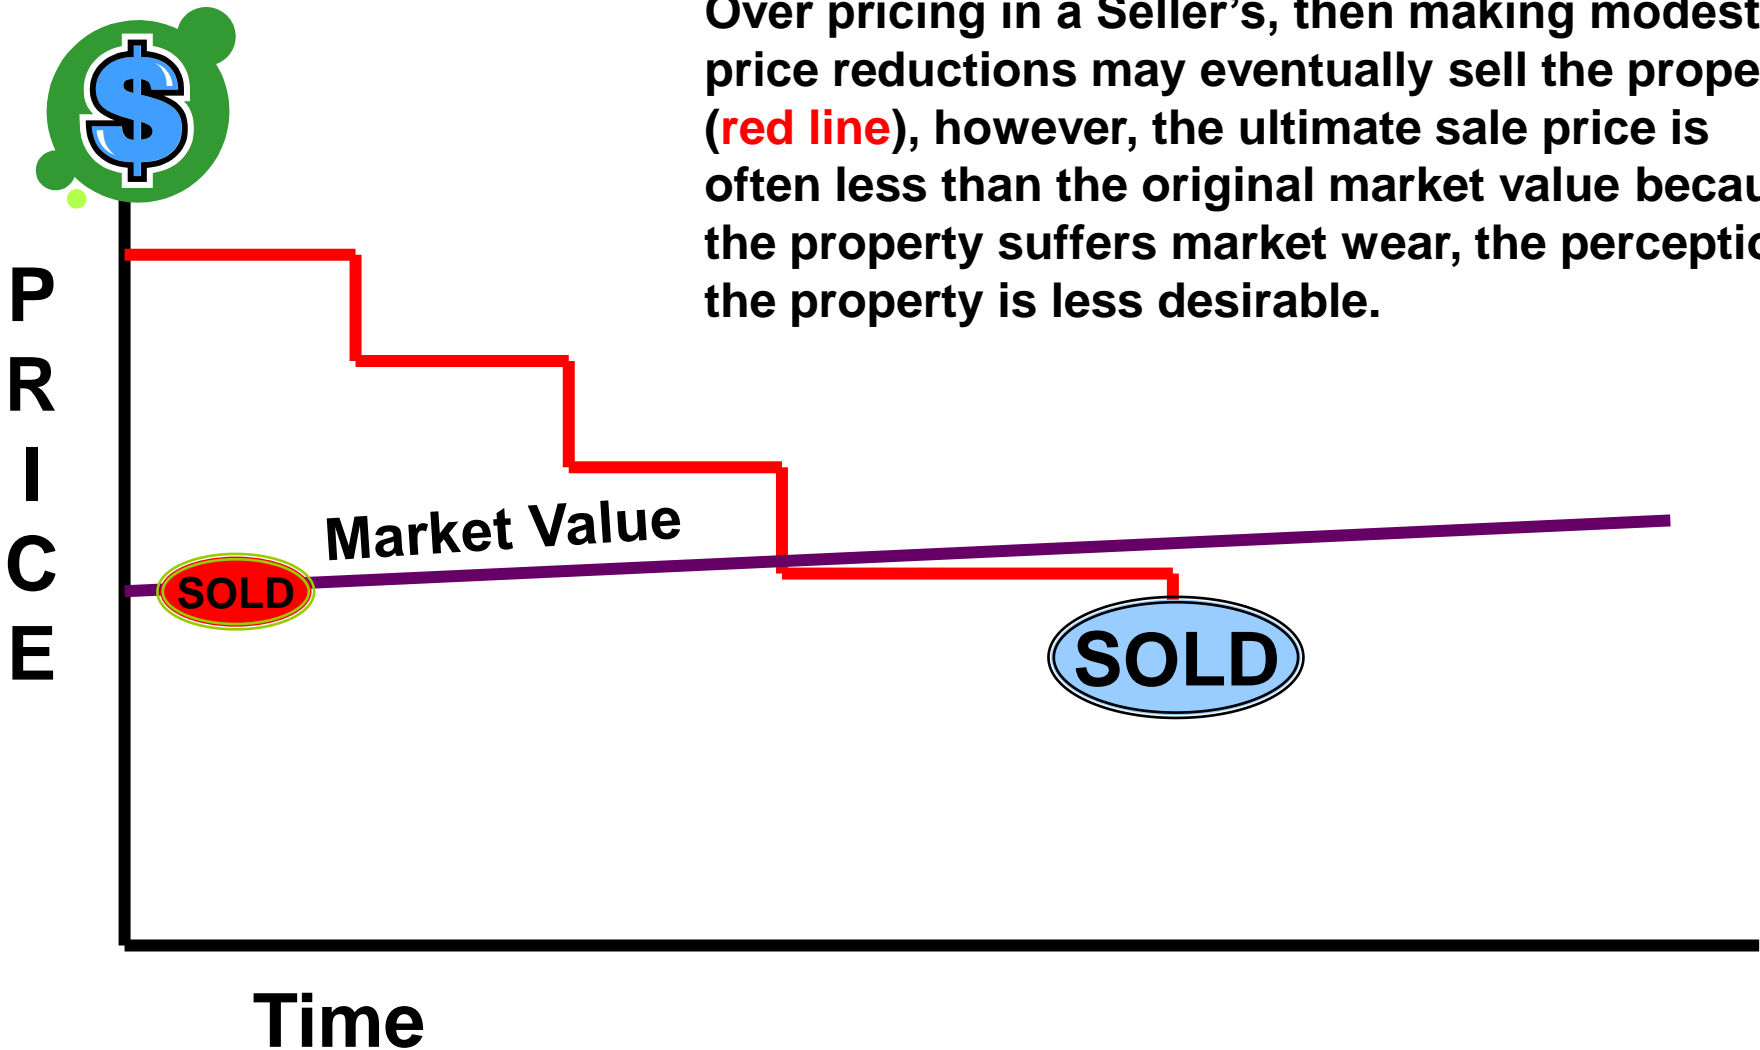 Over pricing in a Seller’s, then making modest
price reductions may eventually sell the prope
(red line), however, the ultimate sale price is
often less than the original market value becau
the property suffers market wear, the perceptio
the property is less desirable.
$
P
R
I
C
E
Market Value
SOLD
SOLD
Time